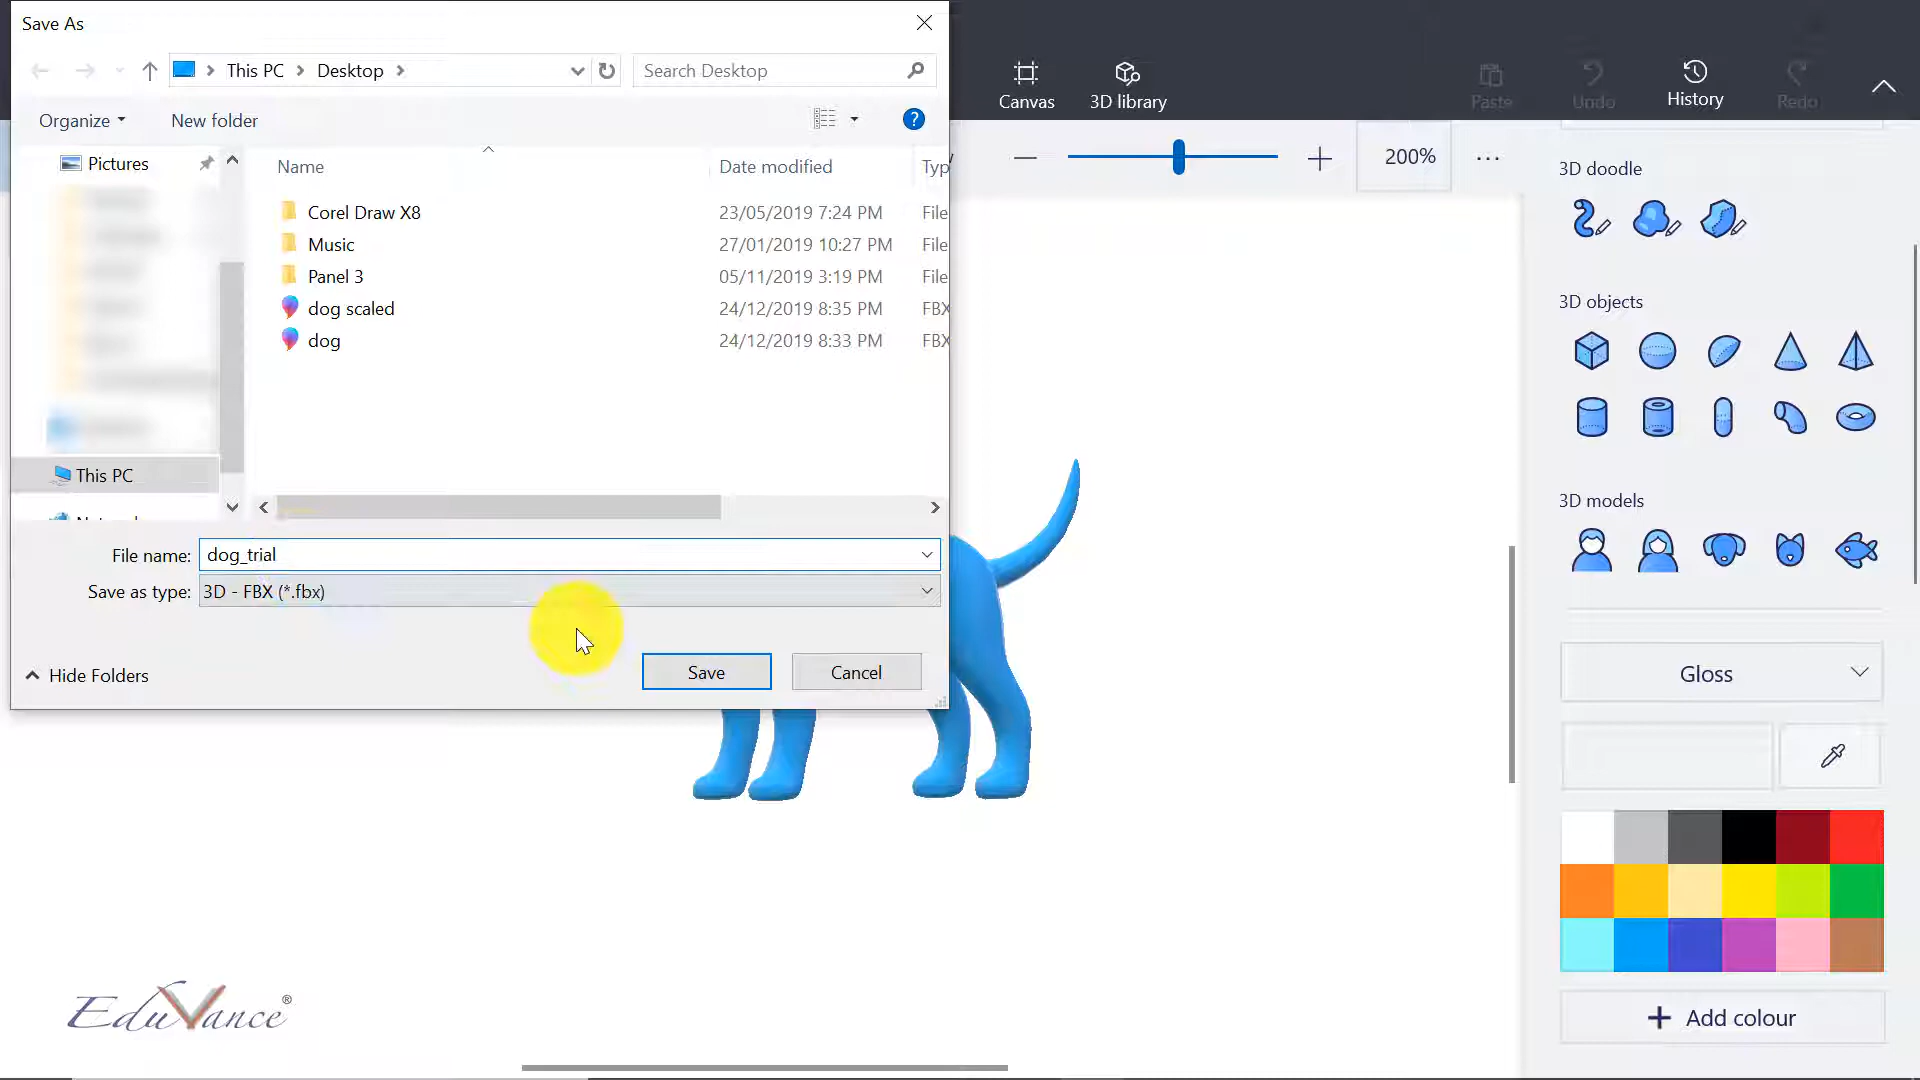 Save As
This PC
Desktop
Search Desktop
Organize
New folder
?
Pictures
This PC
Name
Date modified
Typ
Corel Draw X8
23/05/2019 7:24 PM
File
Music
27/01/2019 10:27 PM
File
Panel 3
05/11/2019 3:19 PM
File
dog scaled
24/12/2019 8:35 PM
FBX
dog
24/12/2019 8:33 PM
FBX
File name:
dog_trial
Save as type:
3D - FBX (*.fbx)
Hide Folders
Save
Cancel
Canvas
3D library
Paste
Undo
History
Redo
200%
3D doodle
3D objects
3D models
Gloss
Add colour
EduVance®